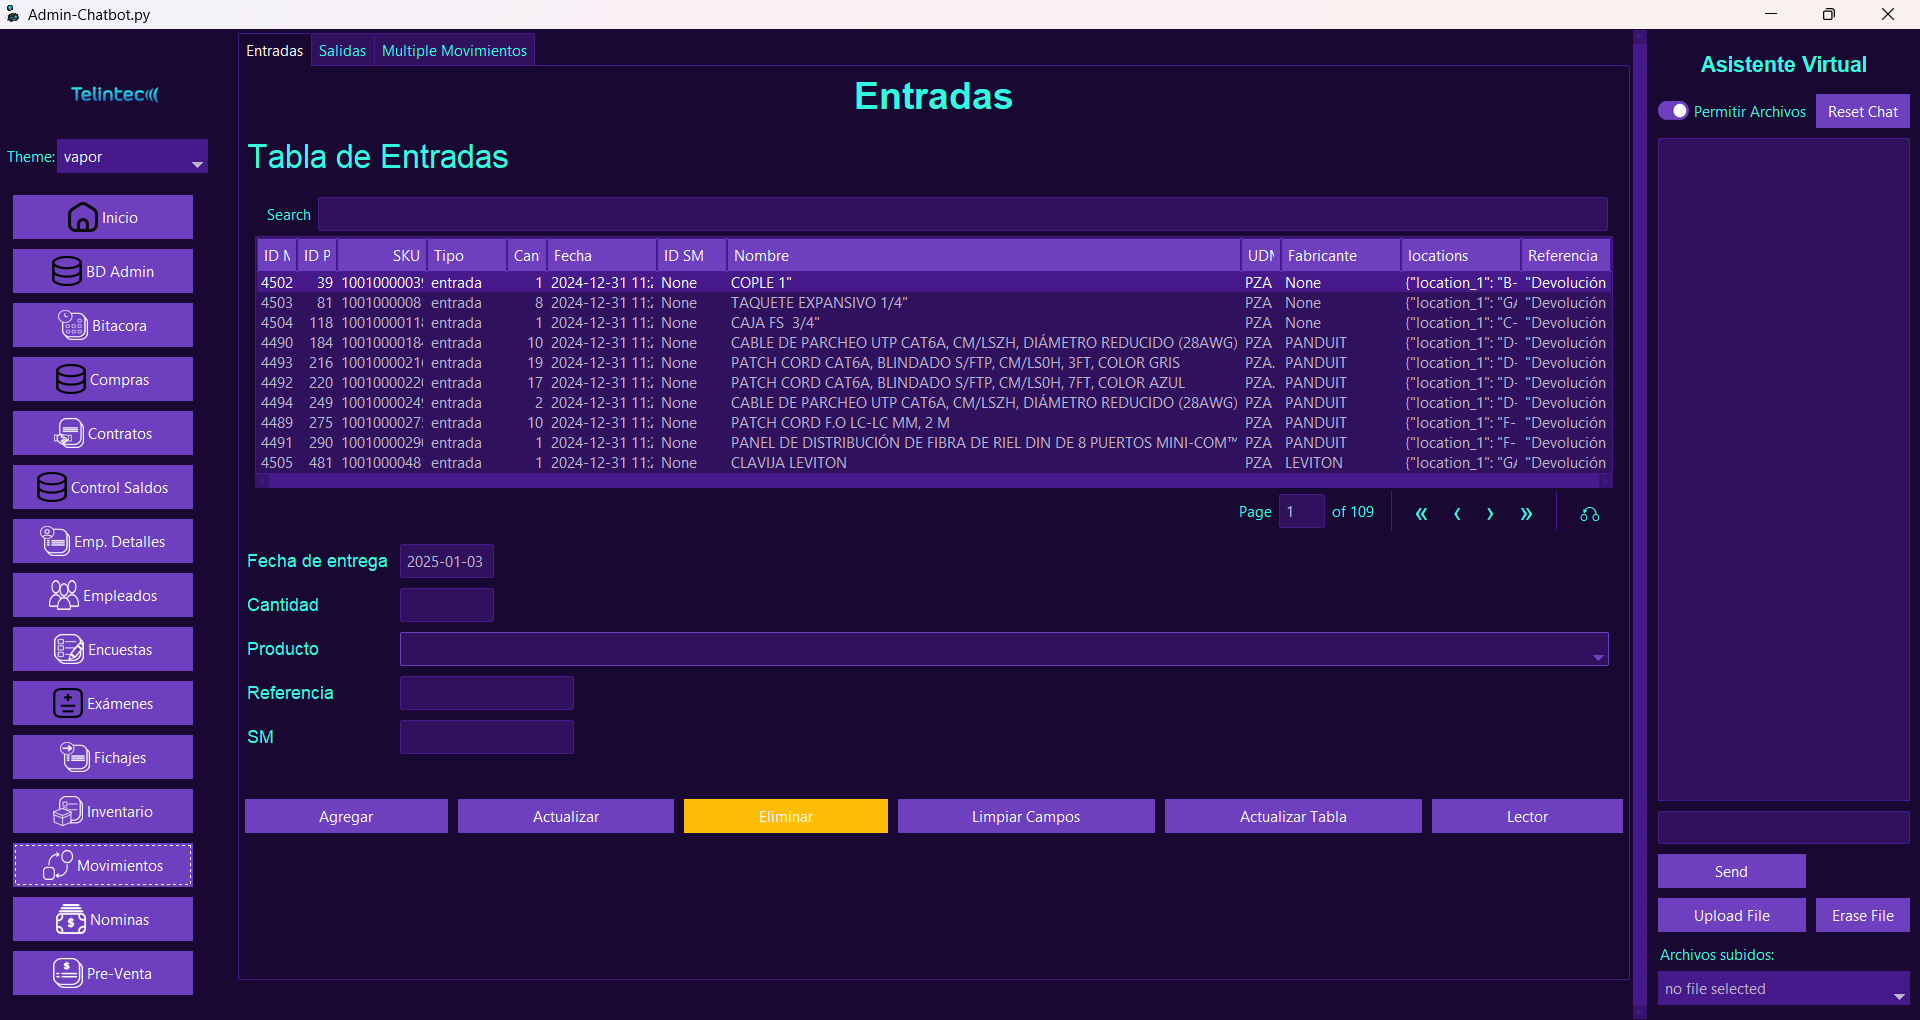 Admin-Chatbot.py
Telintec
Theme: vapor
Inicio
BD Admin
Bitacora
Compras
Contratos
Control Saldos
Emp. Detalles
Empleados
Encuestas
Exámenes
Fichajes
Inventario
Movimientos
Nominas
Pre-Venta
Entradas Salidas Multiple Movimientos
Entradas
Tabla de Entradas
Search
ID M ID P SKU Tipo Can Fecha ID SM Nombre UDM Fabricante locations Referencia
4502 39 1001000003 entrada 1 2024-12-31 11: None COPLE 1" PZA None {"location_1": "B- "Devolución
4503 81 1001000008 entrada 8 2024-12-31 11: None TAQUETE EXPANSIVO 1/4" PZA None {"location_1": "GA "Devolución
4504 118 1001000011 entrada 1 2024-12-31 11: None CAJA FS 3/4" PZA None {"location_1": "C- "Devolución
4490 184 1001000018 entrada 10 2024-12-31 11: None CABLE DE PARCHEO UTP CAT6A, CM/LSZH, DIÁMETRO REDUCIDO (28AWG) PZA PANDUIT {"location_1": "D- "Devolución
4493 216 1001000021 entrada 19 2024-12-31 11: None PATCH CORD CAT6A, BLINDADO S/FTP, CM/LS0H, 3FT, COLOR GRIS PZA. PANDUIT {"location_1": "D- "Devolución
4492 220 1001000022 entrada 17 2024-12-31 11: None PATCH CORD CAT6A, BLINDADO S/FTP, CM/LS0H, 7FT, COLOR AZUL PZA. PANDUIT {"location_1": "D- "Devolución
4494 249 1001000024 entrada 2 2024-12-31 11: None CABLE DE PARCHEO UTP CAT6A, CM/LSZH, DIÁMETRO REDUCIDO (28AWG) PZA PANDUIT {"location_1": "D- "Devolución
4489 275 1001000027 entrada 10 2024-12-31 11: None PATCH CORD F.O LC-LC MM, 2 M PZA PANDUIT {"location_1": "F- "Devolución
4491 290 1001000029 entrada 1 2024-12-31 11: None PANEL DE DISTRIBUCIÓN DE FIBRA DE RIEL DIN DE 8 PUERTOS MINI-COM™ PZA PANDUIT {"location_1": "F- "Devolución
4505 481 1001000048 entrada 1 2024-12-31 11: None CLAVIJA LEVITON PZA LEVITON {"location_1": "GA "Devolución
Page 1 of 109 « ‹ › »
Fecha de entrega 2025-01-03
Cantidad
Producto
Referencia
SM
Agregar Actualizar Eliminar Limpiar Campos Actualizar Tabla Lector
Asistente Virtual
Permitir Archivos Reset Chat
Send
Upload File Erase File
Archivos subidos:
no file selected